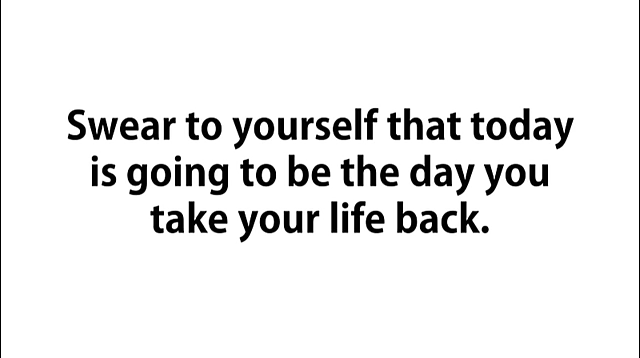 Swear to yourself that today
is going to be the day you
take your life back.